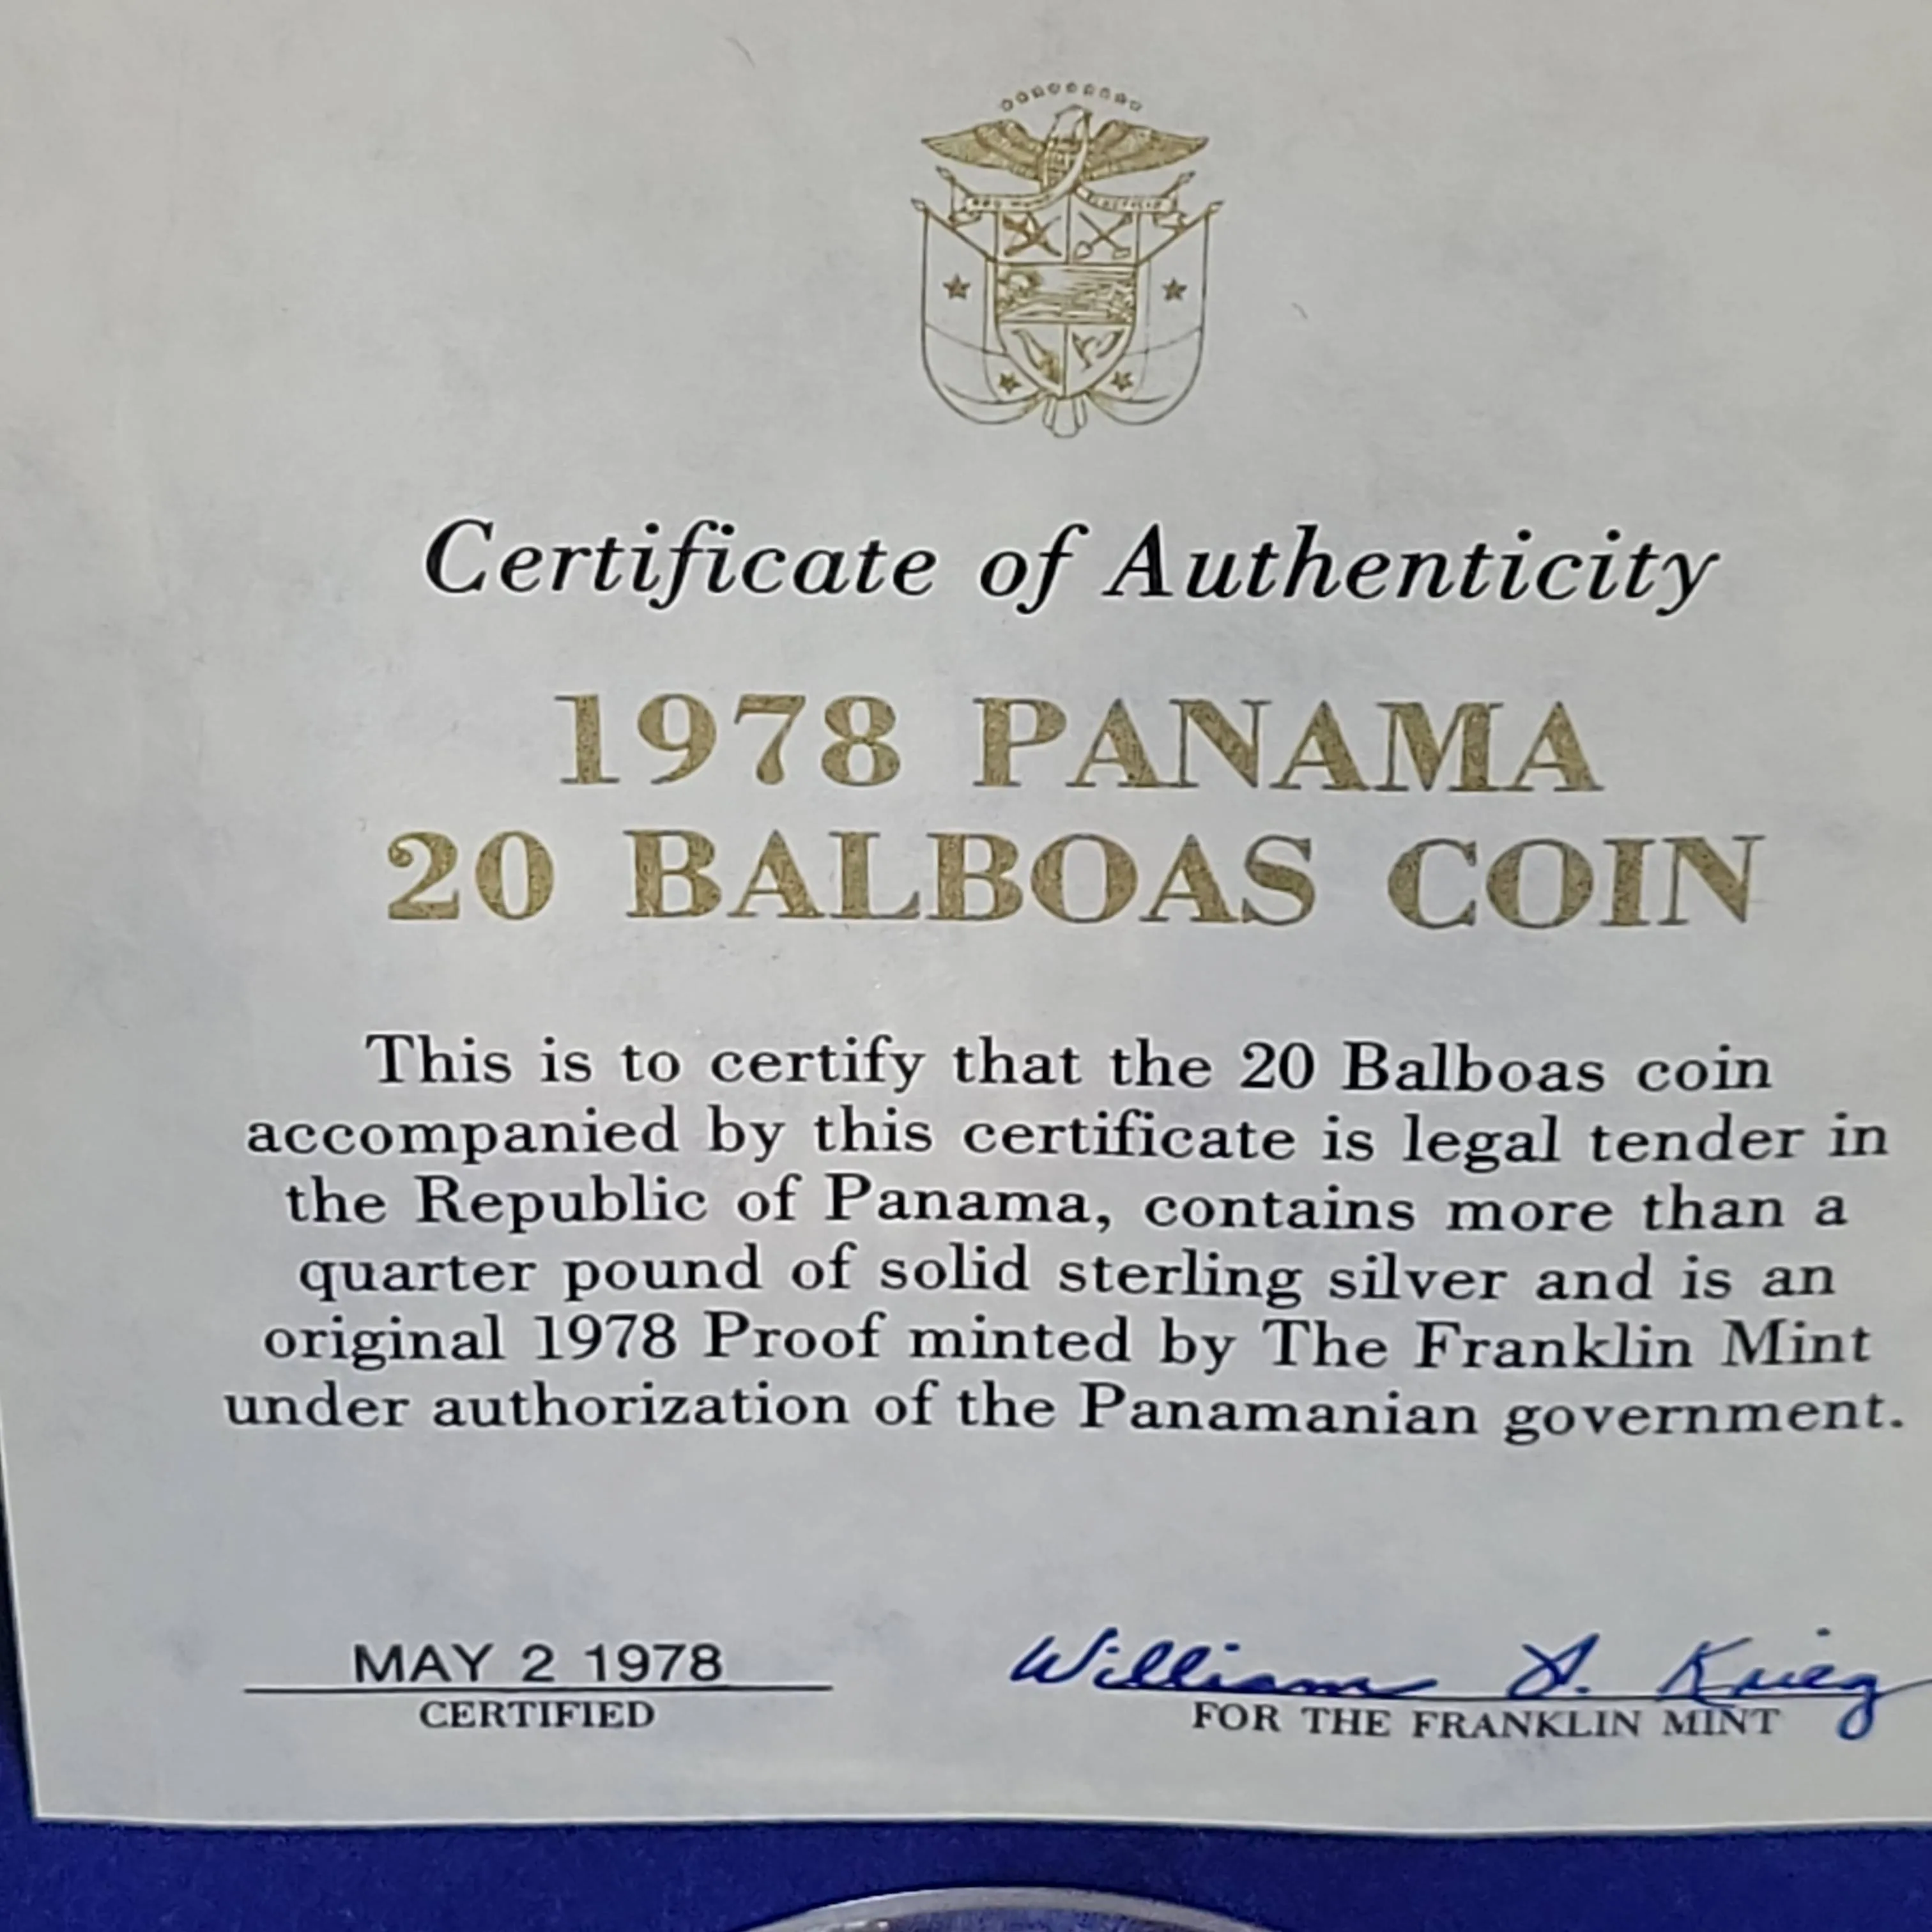 Certificate of Authenticity
1978 PANAMA
20 BALBOAS COIN
This is to certify that the 20 Balboas coin
accompanied by this certificate is legal tender in
the Republic of Panama, contains more than a
quarter pound of solid sterling silver and is an
original 1978 Proof minted by The Franklin Mint
under authorization of the Panamanian government.
MAY 2 1978
CERTIFIED
William S. Krieg
FOR THE FRANKLIN MINT